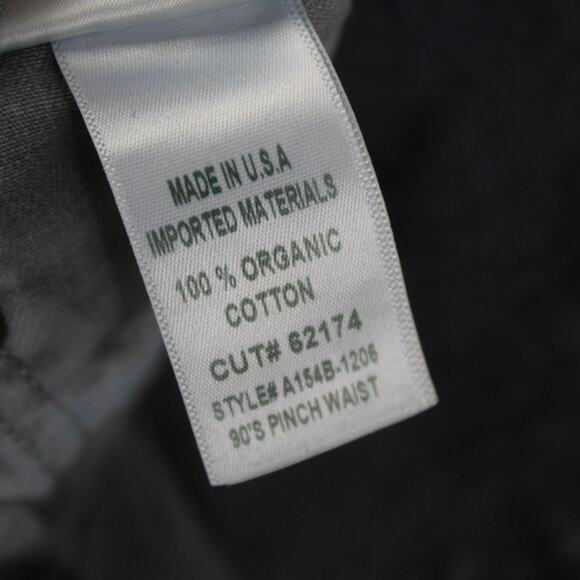 MADE IN U.S.A
IMPORTED MATERIALS
100 % ORGANIC
COTTON
CUT# 62174
STYLE# A154B-1206
90'S PINCH WAIST